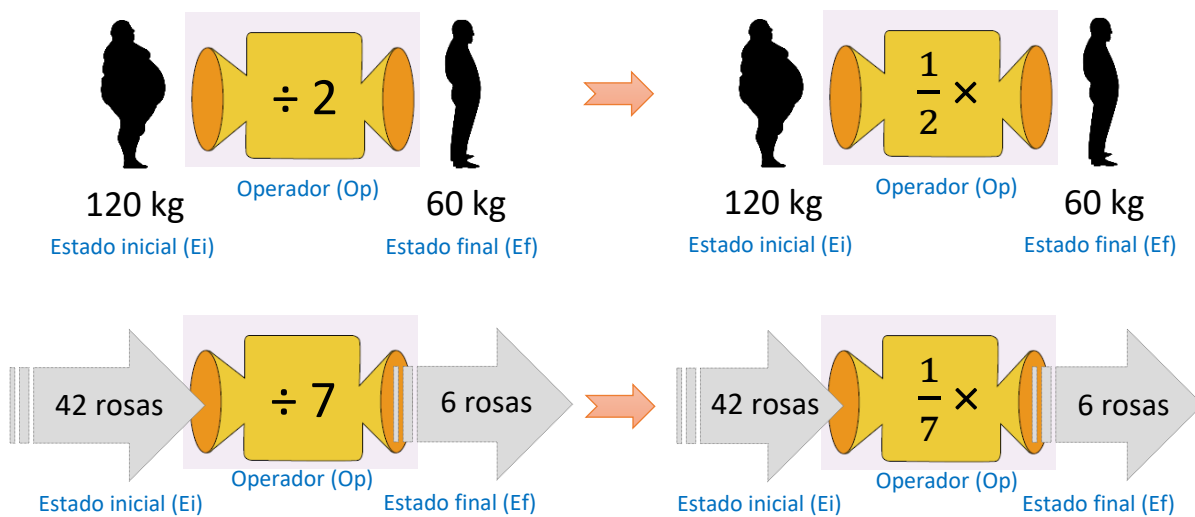 ÷ 2
Operador (Op)
120 kg
60 kg
Estado inicial (Ei)
Estado final (Ef)
1
2
×
Operador (Op)
120 kg
60 kg
Estado inicial (Ei)
Estado final (Ef)
42 rosas
÷ 7
6 rosas
Operador (Op)
Estado inicial (Ei)
Estado final (Ef)
42 rosas
1
7
×
6 rosas
Operador (Op)
Estado inicial (Ei)
Estado final (Ef)